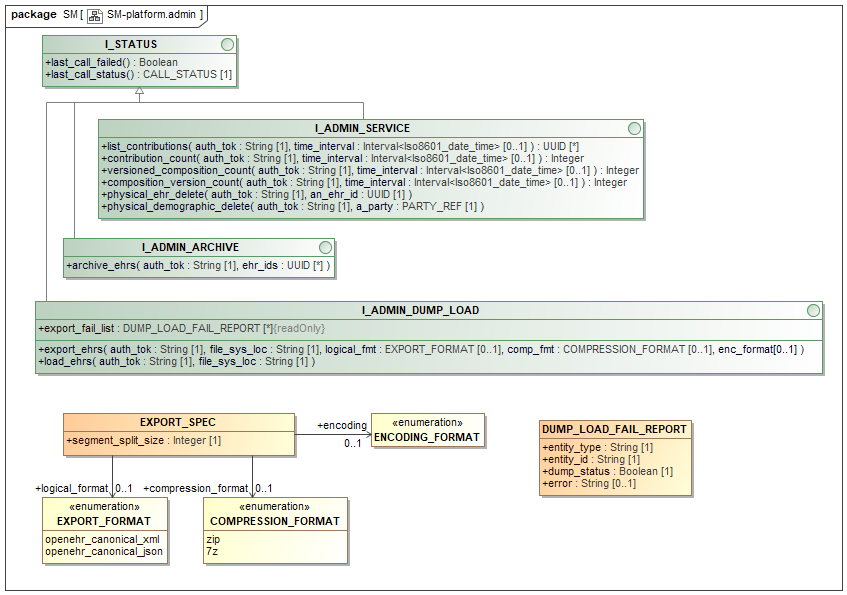 package SM [ SM-platform.admin ]
I_STATUS
+last_call_failed() : Boolean
+last_call_status() : CALL_STATUS [1]
I_ADMIN_SERVICE
+list_contributions( auth_tok : String [1], time_interval : Interval<Iso8601_date_time> [0..1] ) : UUID [*]
+contribution_count( auth_tok : String [1], time_interval : Interval<Iso8601_date_time> [0..1] ) : Integer
+versioned_composition_count( auth_tok : String [1], time_interval : Interval<Iso8601_date_time> [0..1] ) : Integer
+composition_version_count( auth_tok : String [1], time_interval : Interval<Iso8601_date_time> [0..1] ) : Integer
+physical_ehr_delete( auth_tok : String [1], an_ehr_id : UUID [1] )
+physical_demographic_delete( auth_tok : String [1], a_party : PARTY_REF [1] )
I_ADMIN_ARCHIVE
+archive_ehrs( auth_tok : String [1], ehr_ids : UUID [*] )
I_ADMIN_DUMP_LOAD
+export_fail_list : DUMP_LOAD_FAIL_REPORT [*]{readOnly}
+export_ehrs( auth_tok : String [1], file_sys_loc : String [1], logical_fmt : EXPORT_FORMAT [0..1], comp_fmt : COMPRESSION_FORMAT [0..1], enc_format[0..1] )
+load_ehrs( auth_tok : String [1], file_sys_loc : String [1] )
EXPORT_SPEC
+segment_split_size : Integer [1]
+encoding
0..1
«enumeration»
ENCODING_FORMAT
DUMP_LOAD_FAIL_REPORT
+entity_type : String [1]
+entity_id : String [1]
+dump_status : Boolean [1]
+error : String [0..1]
+logical_format 0..1
+compression_format 0..1
«enumeration»
EXPORT_FORMAT
openehr_canonical_xml
openehr_canonical_json
«enumeration»
COMPRESSION_FORMAT
zip
7z